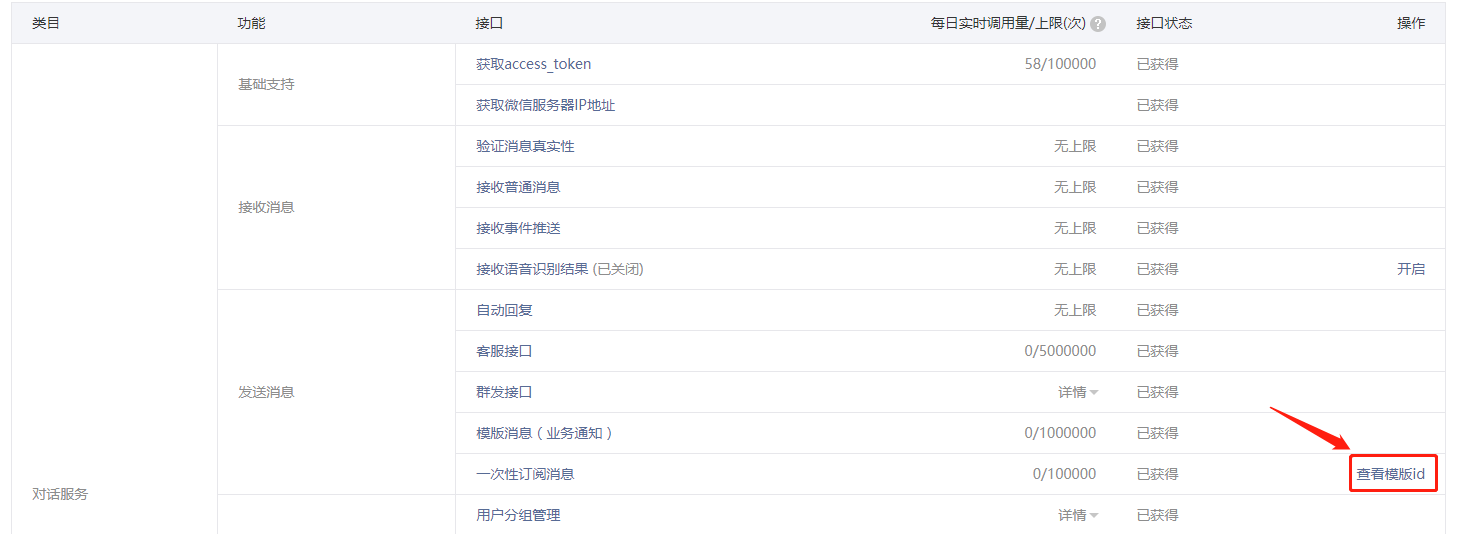 类目 功能 接口 每日实时调用量/上限(次) ? 接口状态 操作
获取access_token 58/100000 已获得
基础支持
获取微信服务器IP地址 已获得
验证消息真实性 无上限 已获得
接收普通消息 无上限 已获得
接收消息
接收事件推送 无上限 已获得
接收语音识别结果 (已关闭) 无上限 已获得 开启
自动回复 无上限 已获得
客服接口 0/5000000 已获得
发送消息 群发接口 详情 已获得
模版消息（业务通知） 0/1000000 已获得
一次性订阅消息 0/100000 已获得 查看模版id
对话服务
用户分组管理 详情 已获得